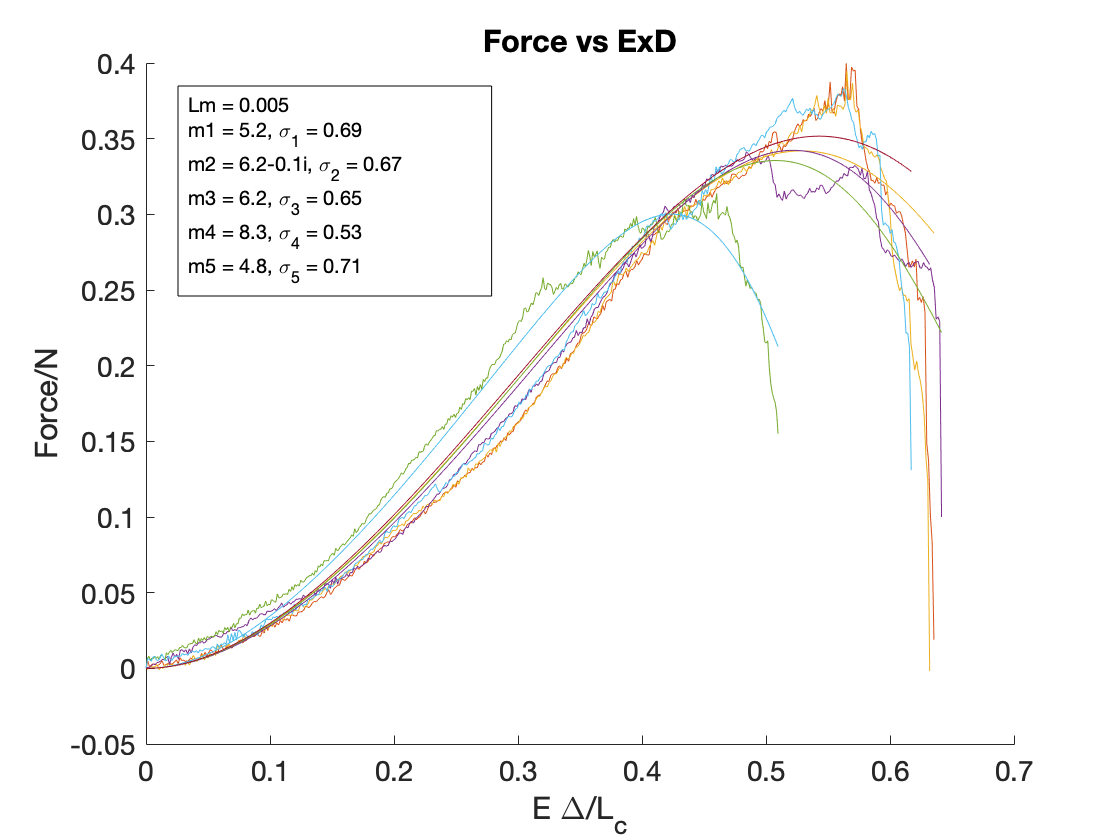 Force vs ExD
Lm = 0.005
m1 = 5.2, σ1 = 0.69
m2 = 6.2-0.1i, σ2 = 0.67
m3 = 6.2, σ3 = 0.65
m4 = 8.3, σ4 = 0.53
m5 = 4.8, σ5 = 0.71
Force/N
0.4
0.35
0.3
0.25
0.2
0.15
0.1
0.05
0
-0.05
0 0.1 0.2 0.3 0.4 0.5 0.6 0.7
E Δ/Lc